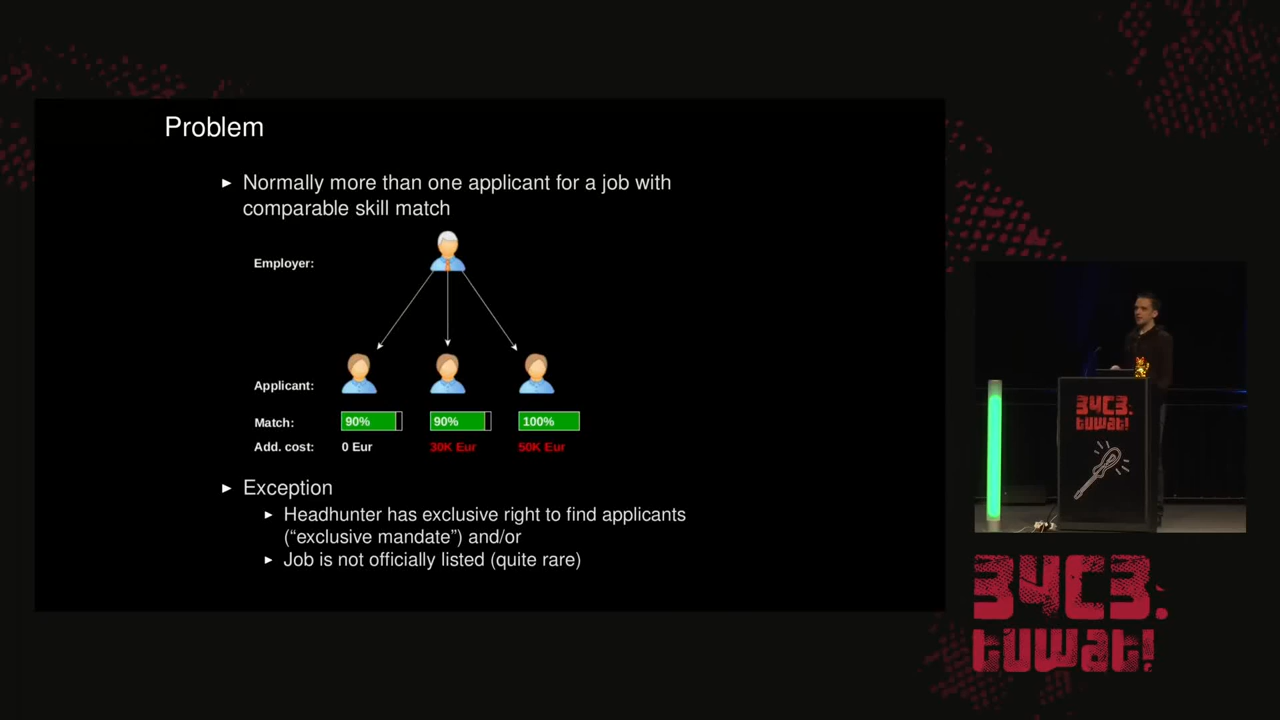 Problem
► Normally more than one applicant for a job with
comparable skill match
Employer:
Applicant:
Match: 90% 90% 100%
Add. cost: 0 Eur 30K Eur 50K Eur
► Exception
► Headhunter has exclusive right to find applicants
(“exclusive mandate”) and/or
► Job is not officially listed (quite rare)
34C3.
tuwat!
34C3.
tuwat!